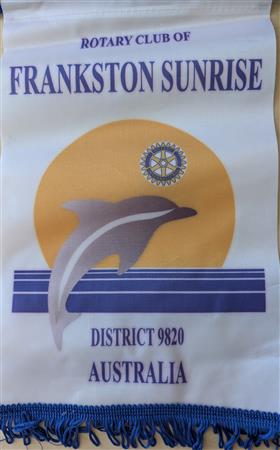 ROTARY CLUB OF
FRANKSTON SUNRISE
DISTRICT 9820
AUSTRALIA